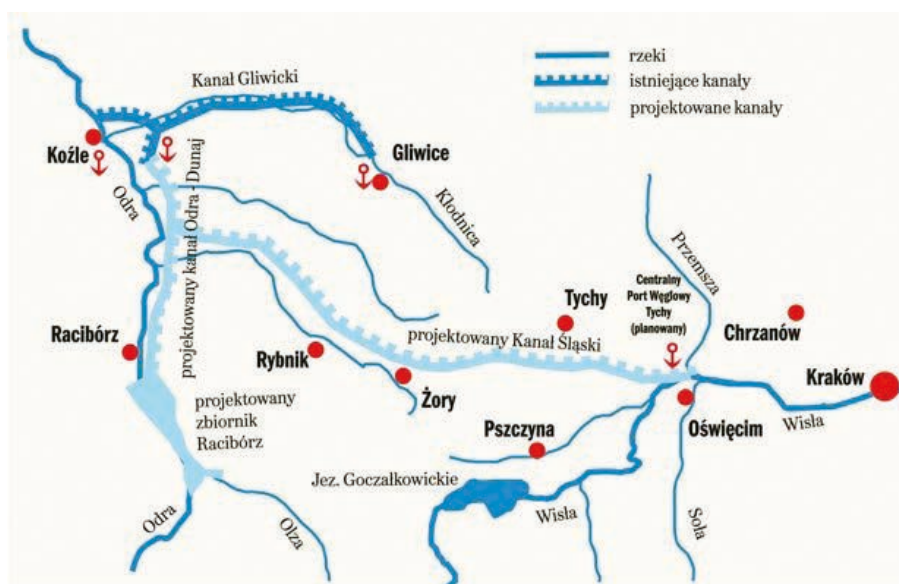 rzeki
istniejące kanały
projektowane kanały
Kanał Gliwicki
Koźle
Gliwice
Odra
Kłodnica
projektowany kanał Odra - Dunaj
Przemsza
Centralny
Port Węglowy
Tychy
(planowany)
Tychy
Chrzanów
projektowany Kanał Śląski
Racibórz
Rybnik
Żory
Kraków
projektowany
zbiornik
Racibórz
Oświęcim
Wisła
Pszczyna
Jez. Goczałkowickie
Wisła
Odra
Olza
Soła